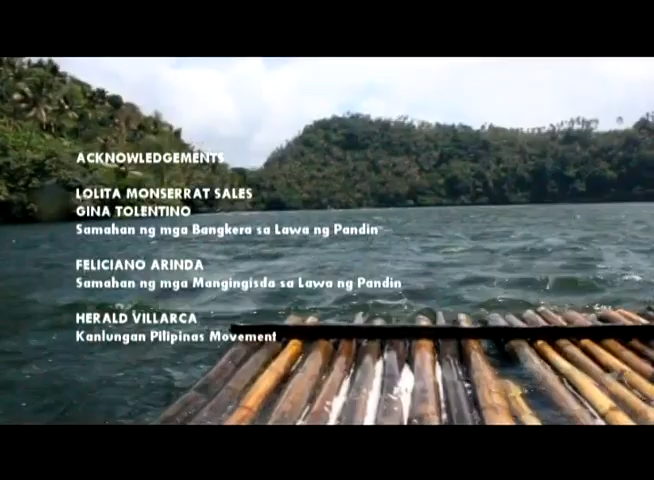 ACKNOWLEDGEMENTS
LOLITA MONSERRAT SALES
GINA TOLENTINO
Samahan ng mga Bangkera sa Lawa ng Pandin
FELICIANO ARINDA
Samahan ng mga Mangingisda sa Lawa ng Pandin
HERALD VILLARCA
Kanlungan Pilipinas Movement